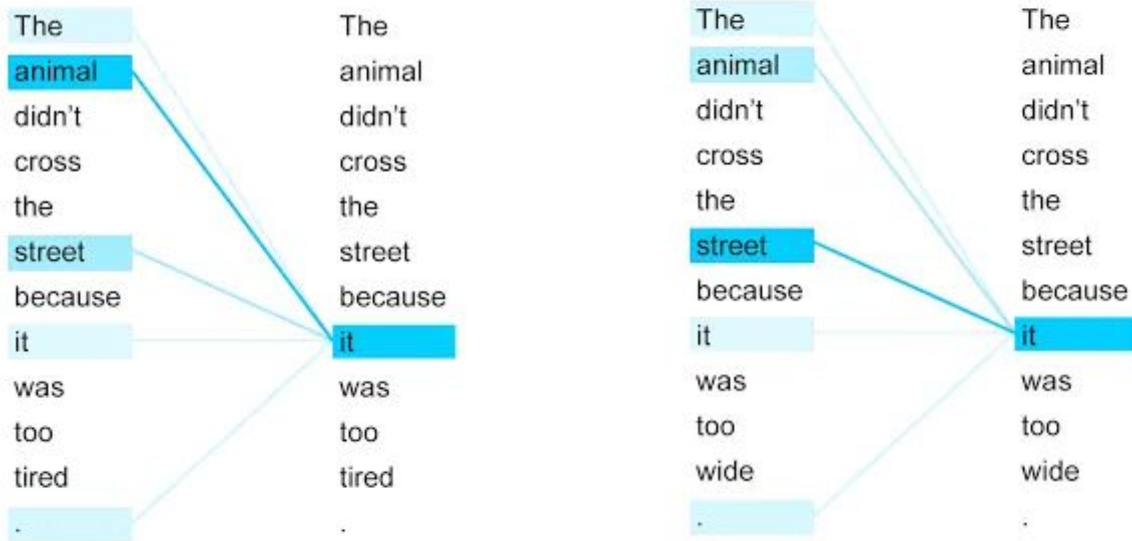 The The The The
animal animal animal animal
didn't didn't didn't didn't
cross cross cross cross
the the the the
street street street street
because because because because
it it it it
was was was was
too too too too
tired tired wide wide
. . . .